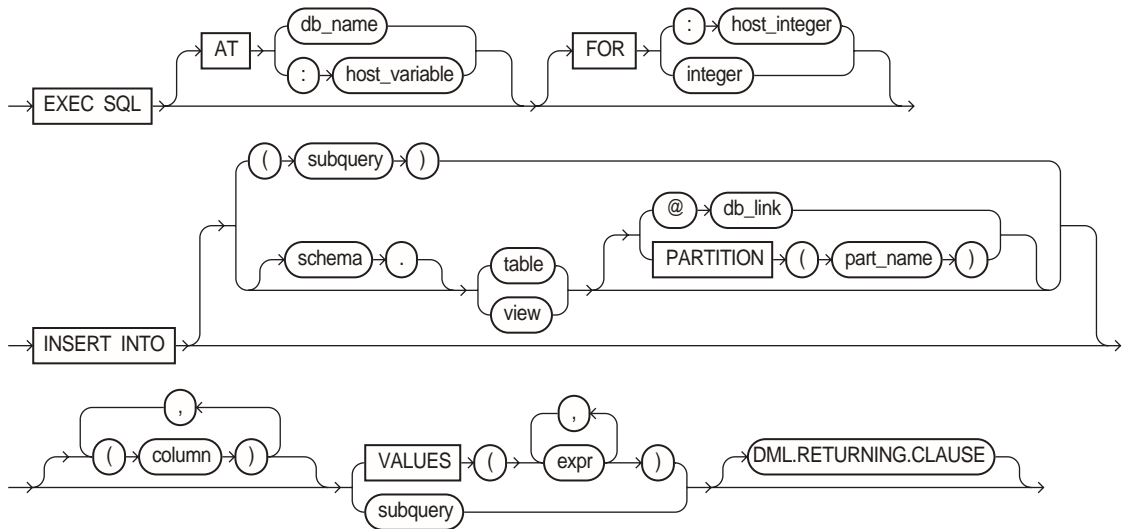 db_name
AT
: host_variable
FOR
: host_integer
integer
EXEC SQL
( subquery )
@ db_link
PARTITION ( part_name )
schema .
table
view
INSERT INTO
,
( column )
,
VALUES ( expr )
subquery
DML.RETURNING.CLAUSE